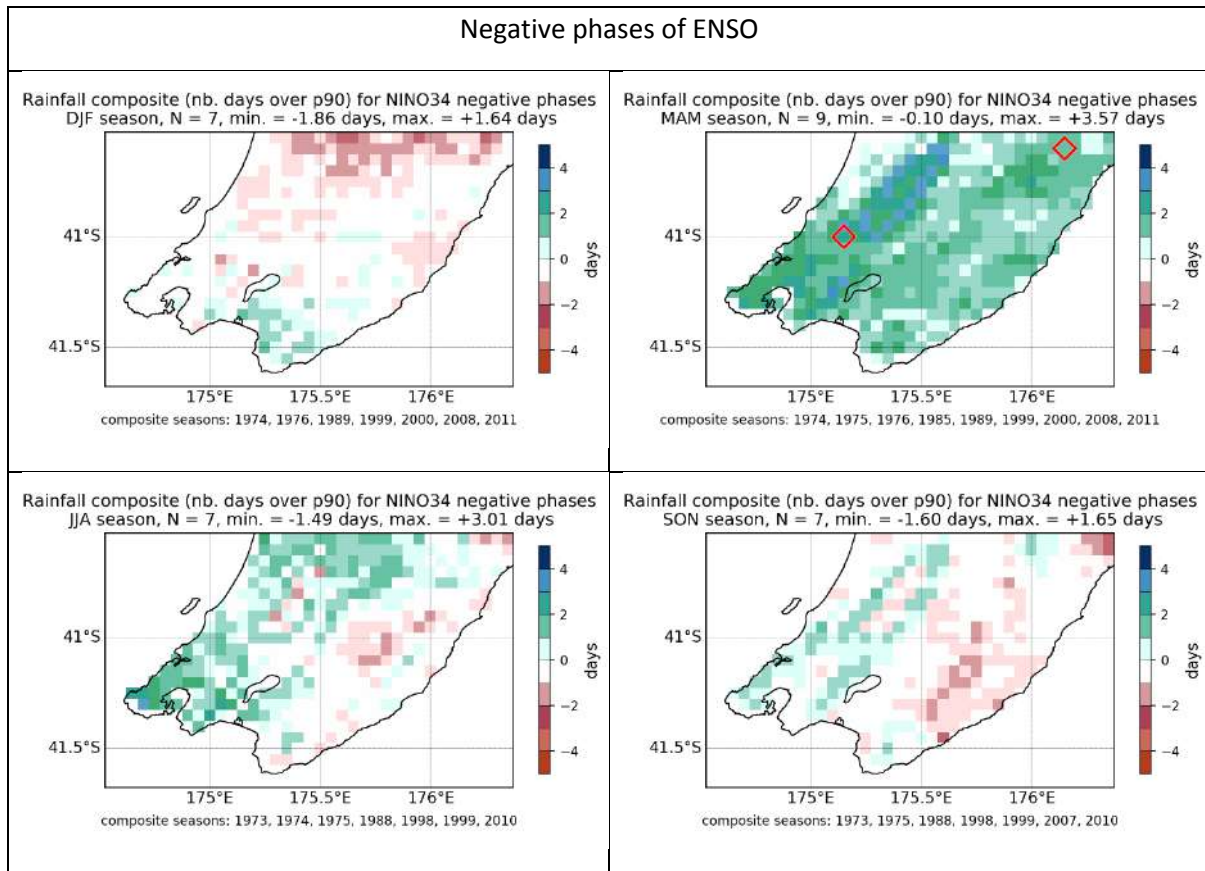 Negative phases of ENSO
Rainfall composite (nb. days over p90) for NINO34 negative phases
DJF season, N = 7, min. = -1.86 days, max. = +1.64 days
41°S
41.5°S
175°E
175.5°E
176°E
4
2
0
−2
−4
days
composite seasons: 1974, 1976, 1989, 1999, 2000, 2008, 2011
Rainfall composite (nb. days over p90) for NINO34 negative phases
MAM season, N = 9, min. = -0.10 days, max. = +3.57 days
41°S
41.5°S
175°E
175.5°E
176°E
4
2
0
−2
−4
days
composite seasons: 1974, 1975, 1976, 1985, 1989, 1999, 2000, 2008, 2011
Rainfall composite (nb. days over p90) for NINO34 negative phases
JJA season, N = 7, min. = -1.49 days, max. = +3.01 days
41°S
41.5°S
175°E
175.5°E
176°E
4
2
0
−2
−4
days
composite seasons: 1973, 1974, 1975, 1988, 1998, 1999, 2010
Rainfall composite (nb. days over p90) for NINO34 negative phases
SON season, N = 7, min. = -1.60 days, max. = +1.65 days
41°S
41.5°S
175°E
175.5°E
176°E
4
2
0
−2
−4
days
composite seasons: 1973, 1975, 1988, 1998, 1999, 2007, 2010